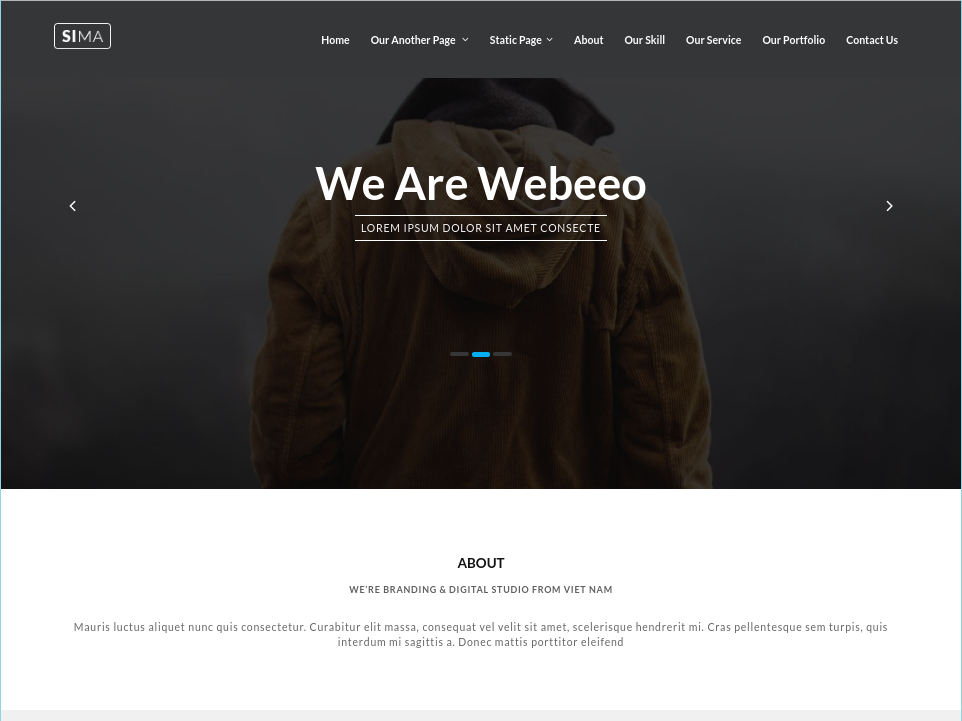 SIMA
Home Our Another Page Static Page About Our Skill Our Service Our Portfolio Contact Us
We Are Webeeo
LOREM IPSUM DOLOR SIT AMET CONSECTE
ABOUT
WE'RE BRANDING & DIGITAL STUDIO FROM VIET NAM
Mauris luctus aliquet nunc quis consectetur. Curabitur elit massa, consequat vel velit sit amet, scelerisque hendrerit mi. Cras pellentesque sem turpis, quis
interdum mi sagittis a. Donec mattis porttitor eleifend